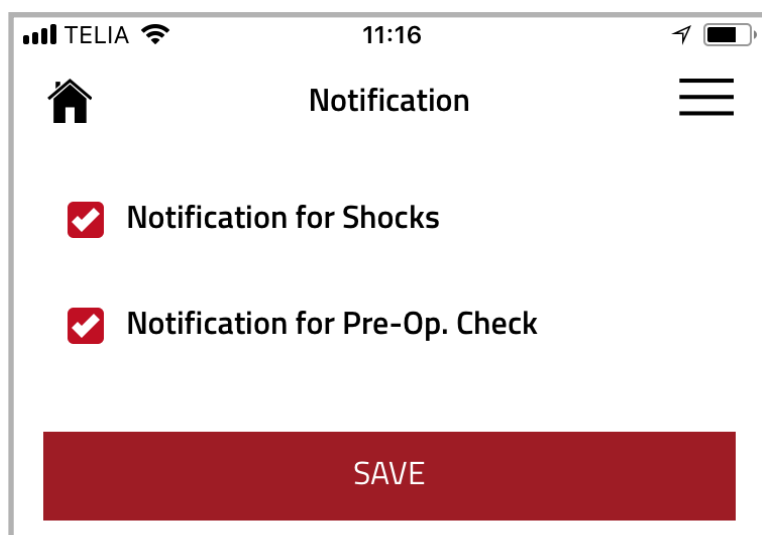 TELIA 11:16
Notification
Notification for Shocks
Notification for Pre-Op. Check
SAVE